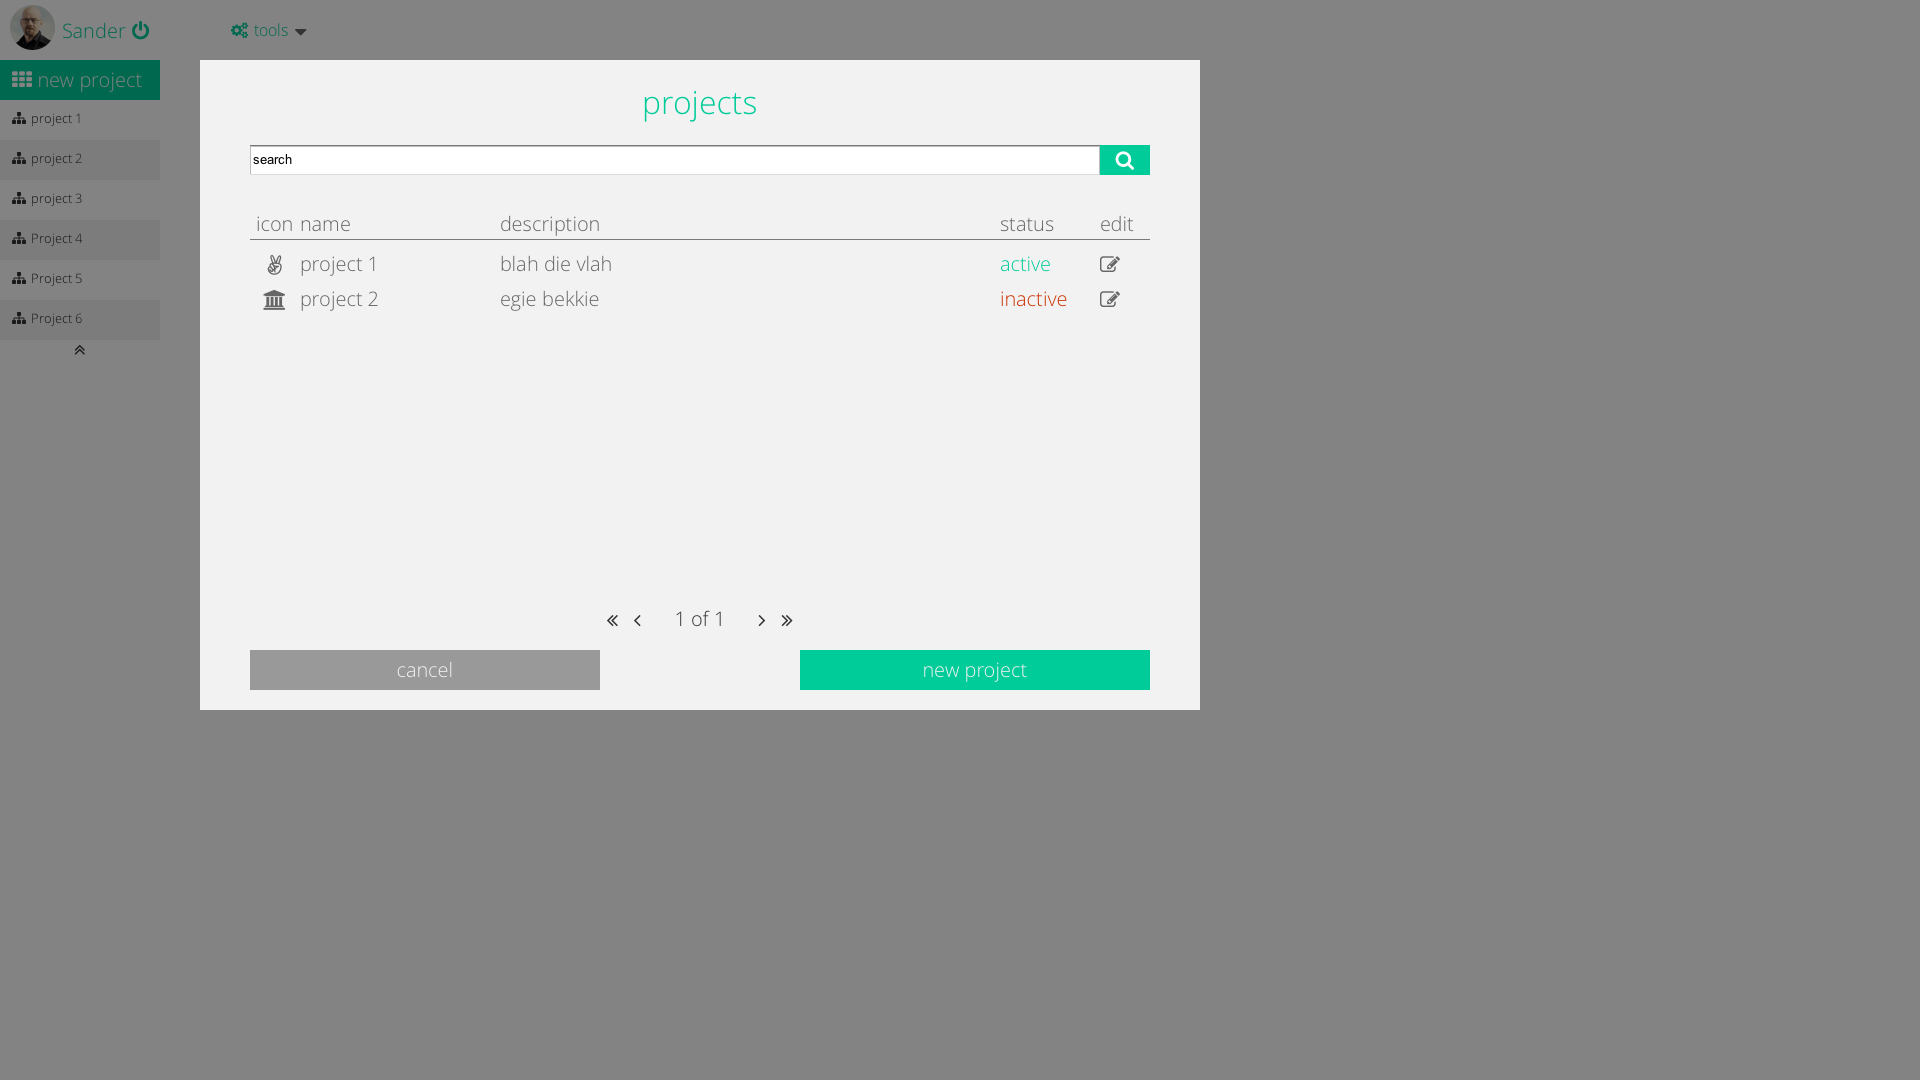 Sander
tools
new project
project 1
project 2
project 3
Project 4
Project 5
Project 6
projects
search
icon name description status edit
project 1 blah die vlah active
project 2 egie bekkie inactive
1 of 1
cancel
new project